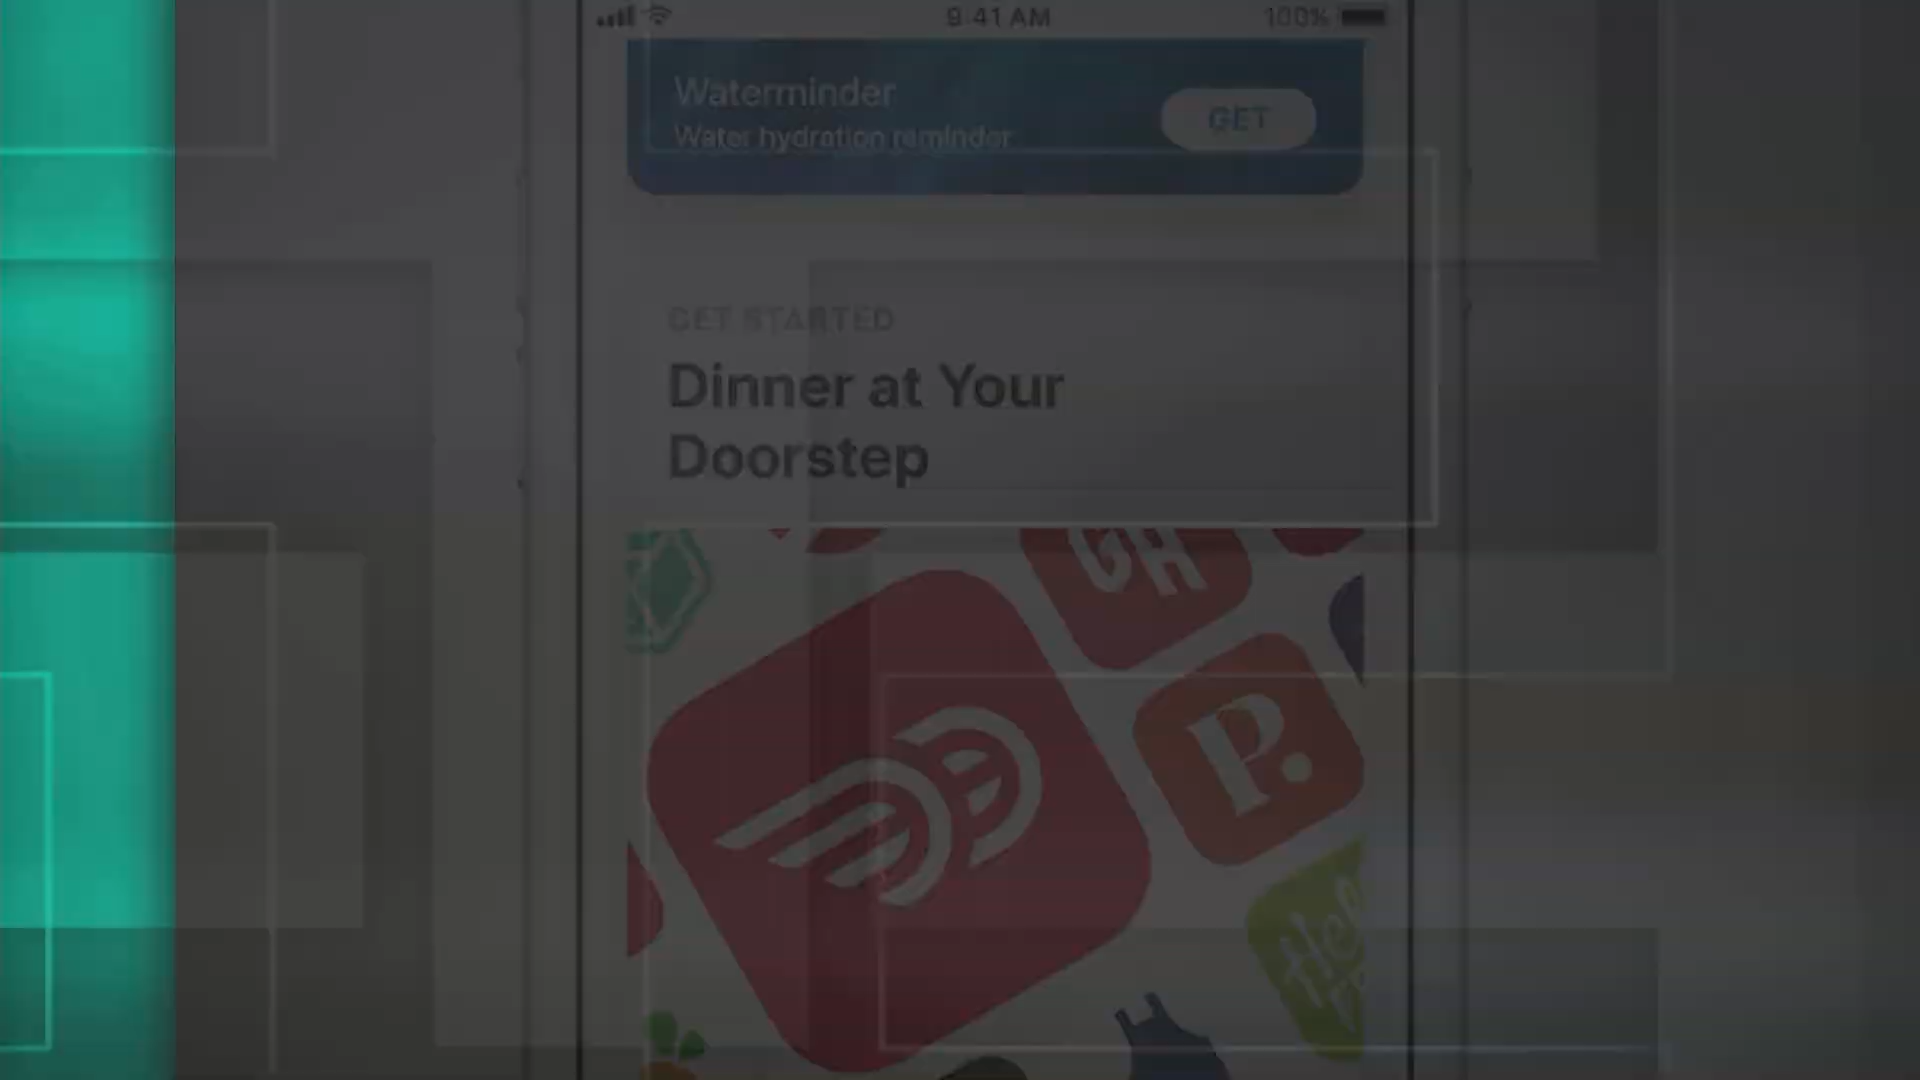 9:41 AM
100%
Waterminder
Water hydration reminder
GET
GET STARTED
Dinner at Your
Doorstep
GH
P.